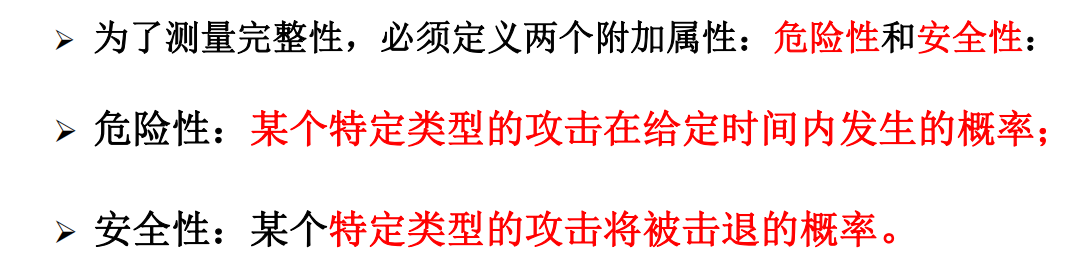 ➢ 为了测量完整性，必须定义两个附加属性：危险性和安全性：
➢ 危险性：某个特定类型的攻击在给定时间内发生的概率；
➢ 安全性：某个特定类型的攻击将被击退的概率。